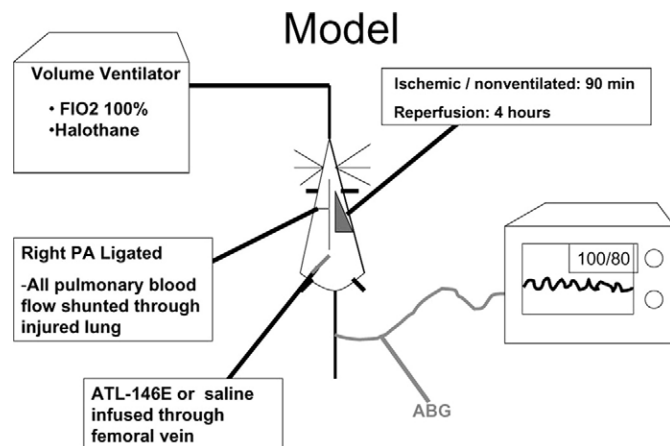 Model
Volume Ventilator
• FIO2 100%
•Halothane
Ischemic / nonventilated: 90 min
Reperfusion: 4 hours
Right PA Ligated
-All pulmonary blood
flow shunted through
injured lung
100/80
ATL-146E or saline
infused through
femoral vein
ABG